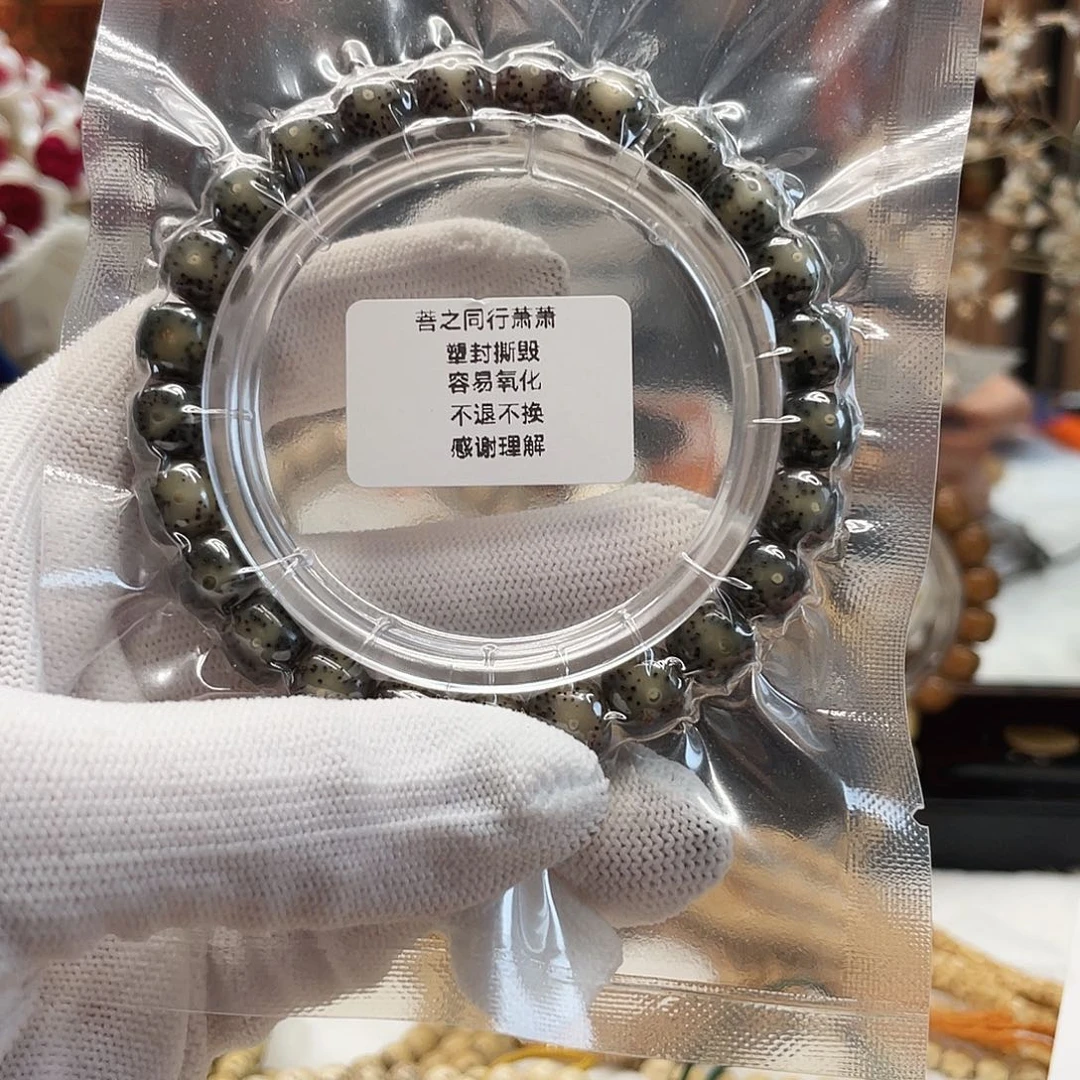 菩之同行萧萧
塑封撕毁
容易氧化
不退不换
感谢理解